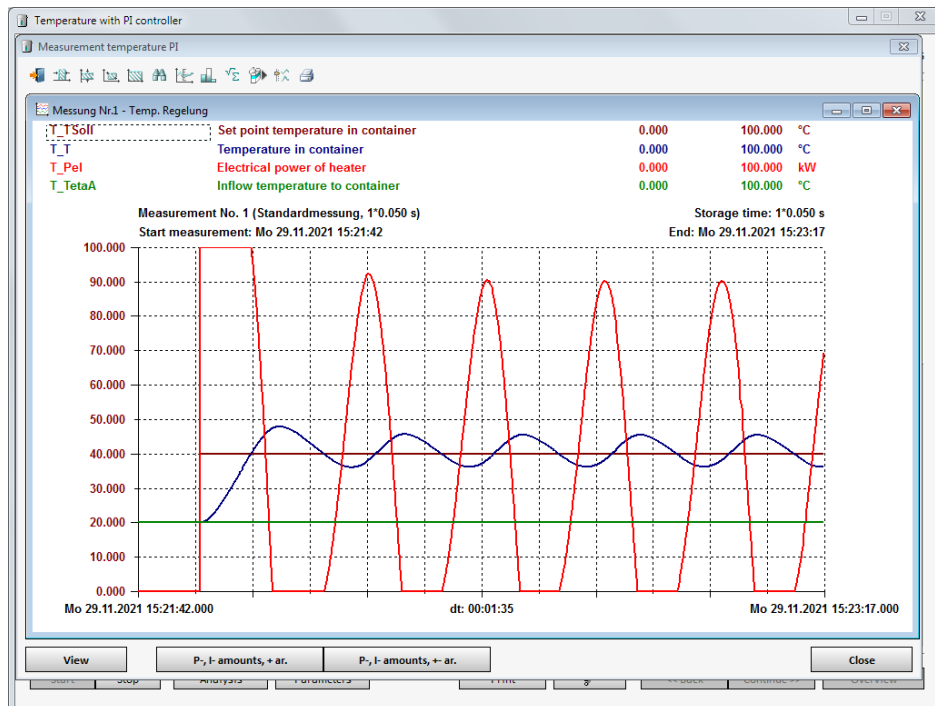 Temperature with PI controller
Measurement temperature PI
Messung Nr.1 - Temp. Regelung
T_TSoll Set point temperature in container 0.000 100.000 °C
T_T Temperature in container 0.000 100.000 °C
T_Pel Electrical power of heater 0.000 100.000 kW
T_TetaA Inflow temperature to container 0.000 100.000 °C
Measurement No. 1 (Standardmessung, 1*0.050 s) Storage time: 1*0.050 s
Start measurement: Mo 29.11.2021 15:21:42 End: Mo 29.11.2021 15:23:17
100.000
90.000
80.000
70.000
60.000
50.000
40.000
30.000
20.000
10.000
0.000
Mo 29.11.2021 15:21:42.000 dt: 00:01:35 Mo 29.11.2021 15:23:17.000
View P-, I- amounts, + ar. P-, I- amounts, +- ar. Close